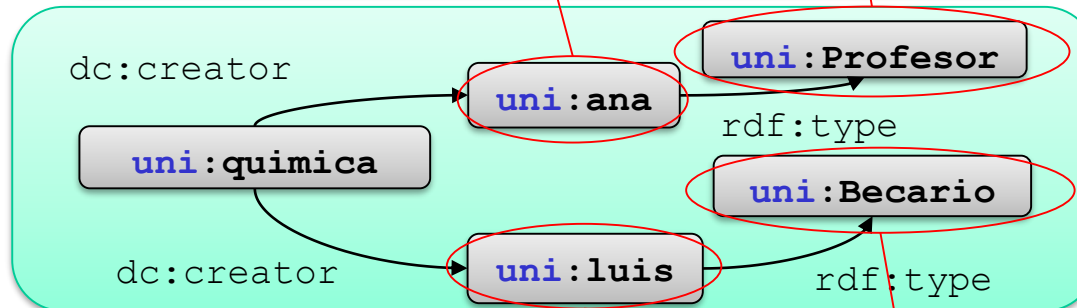 dc:creator
uni:Profesor
uni:ana
rdf:type
uni:quimica
uni:Becario
dc:creator
uni:luis
rdf:type